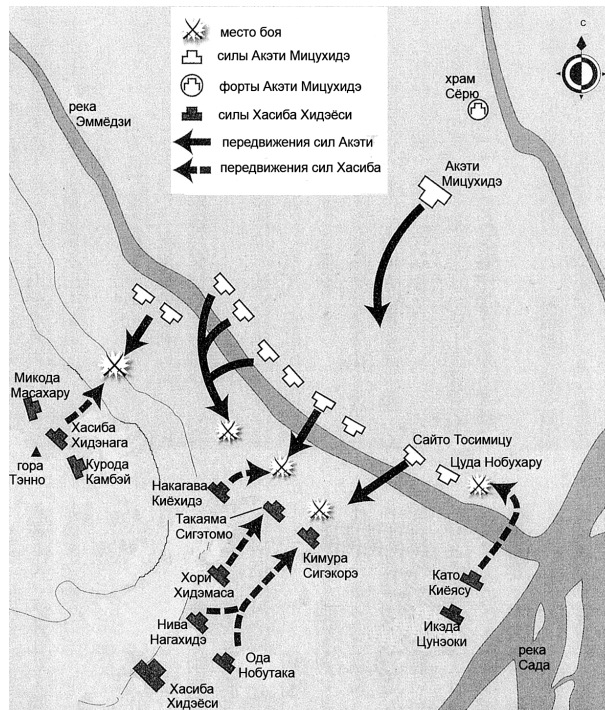 место боя
силы Акэти Мицухидэ
форты Акэти Мицухидэ
силы Хасиба Хидэёси
передвижения сил Акэти
передвижения сил Хасиба
с
река
Эммёдзи
храм
Сёрю
Акэти
Мицухидэ
Микода
Масахару
Хасиба
Хидэнага
гора
Тэнно
Курода
Камбэй
Накагава
Киёхидэ
Такаяма
Сигэтомо
Сайто Тосимицу
Цуда Нобухару
Кимура
Сигэкорэ
Хори
Хидэмаса
Като
Киёясу
Нива
Нагахидэ
Икэда
Цунэоки
Ода
Нобутака
река
Сада
Хасиба
Хидэёси